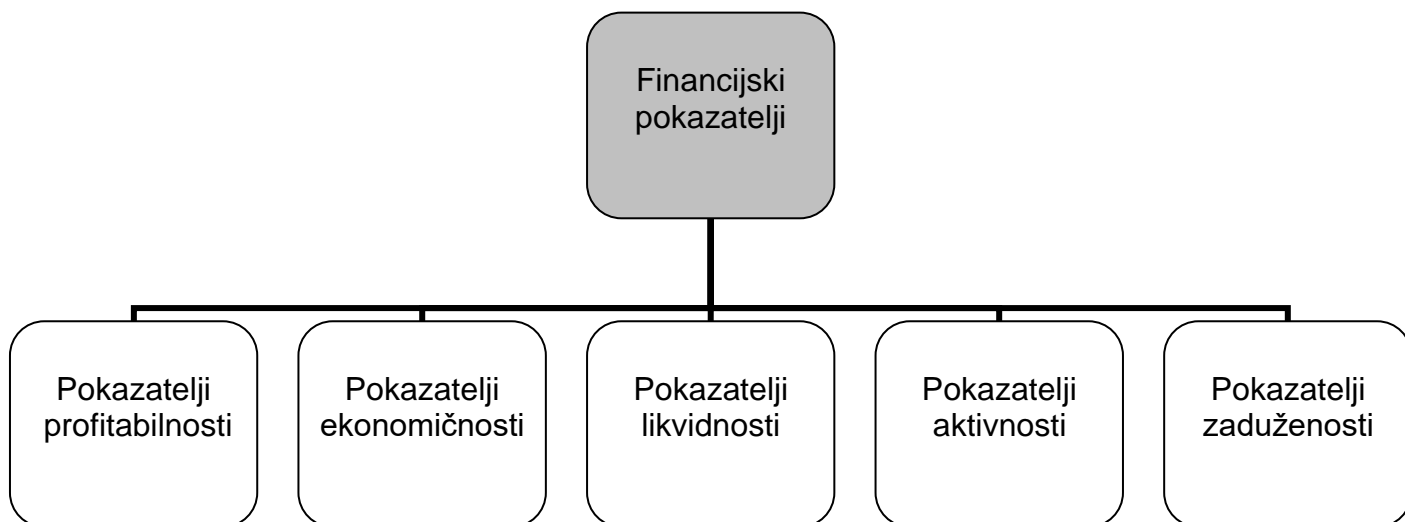 Financijski
pokazatelji
Pokazatelji
profitabilnosti
Pokazatelji
ekonomičnosti
Pokazatelji
likvidnosti
Pokazatelji
aktivnosti
Pokazatelji
zaduženosti